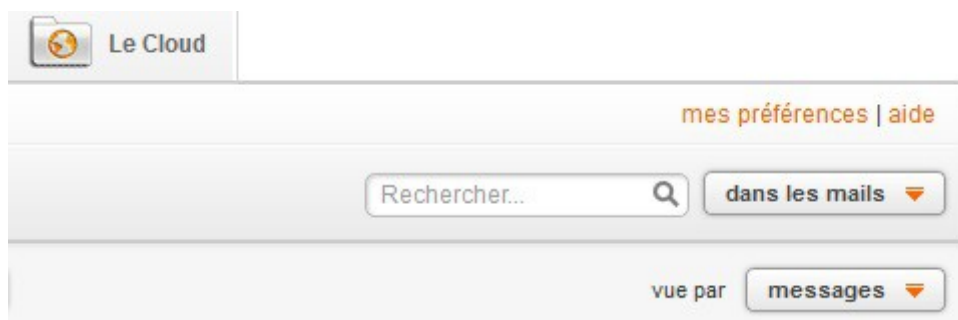 Le Cloud
mes préférences | aide
Rechercher... dans les mails
vue par messages